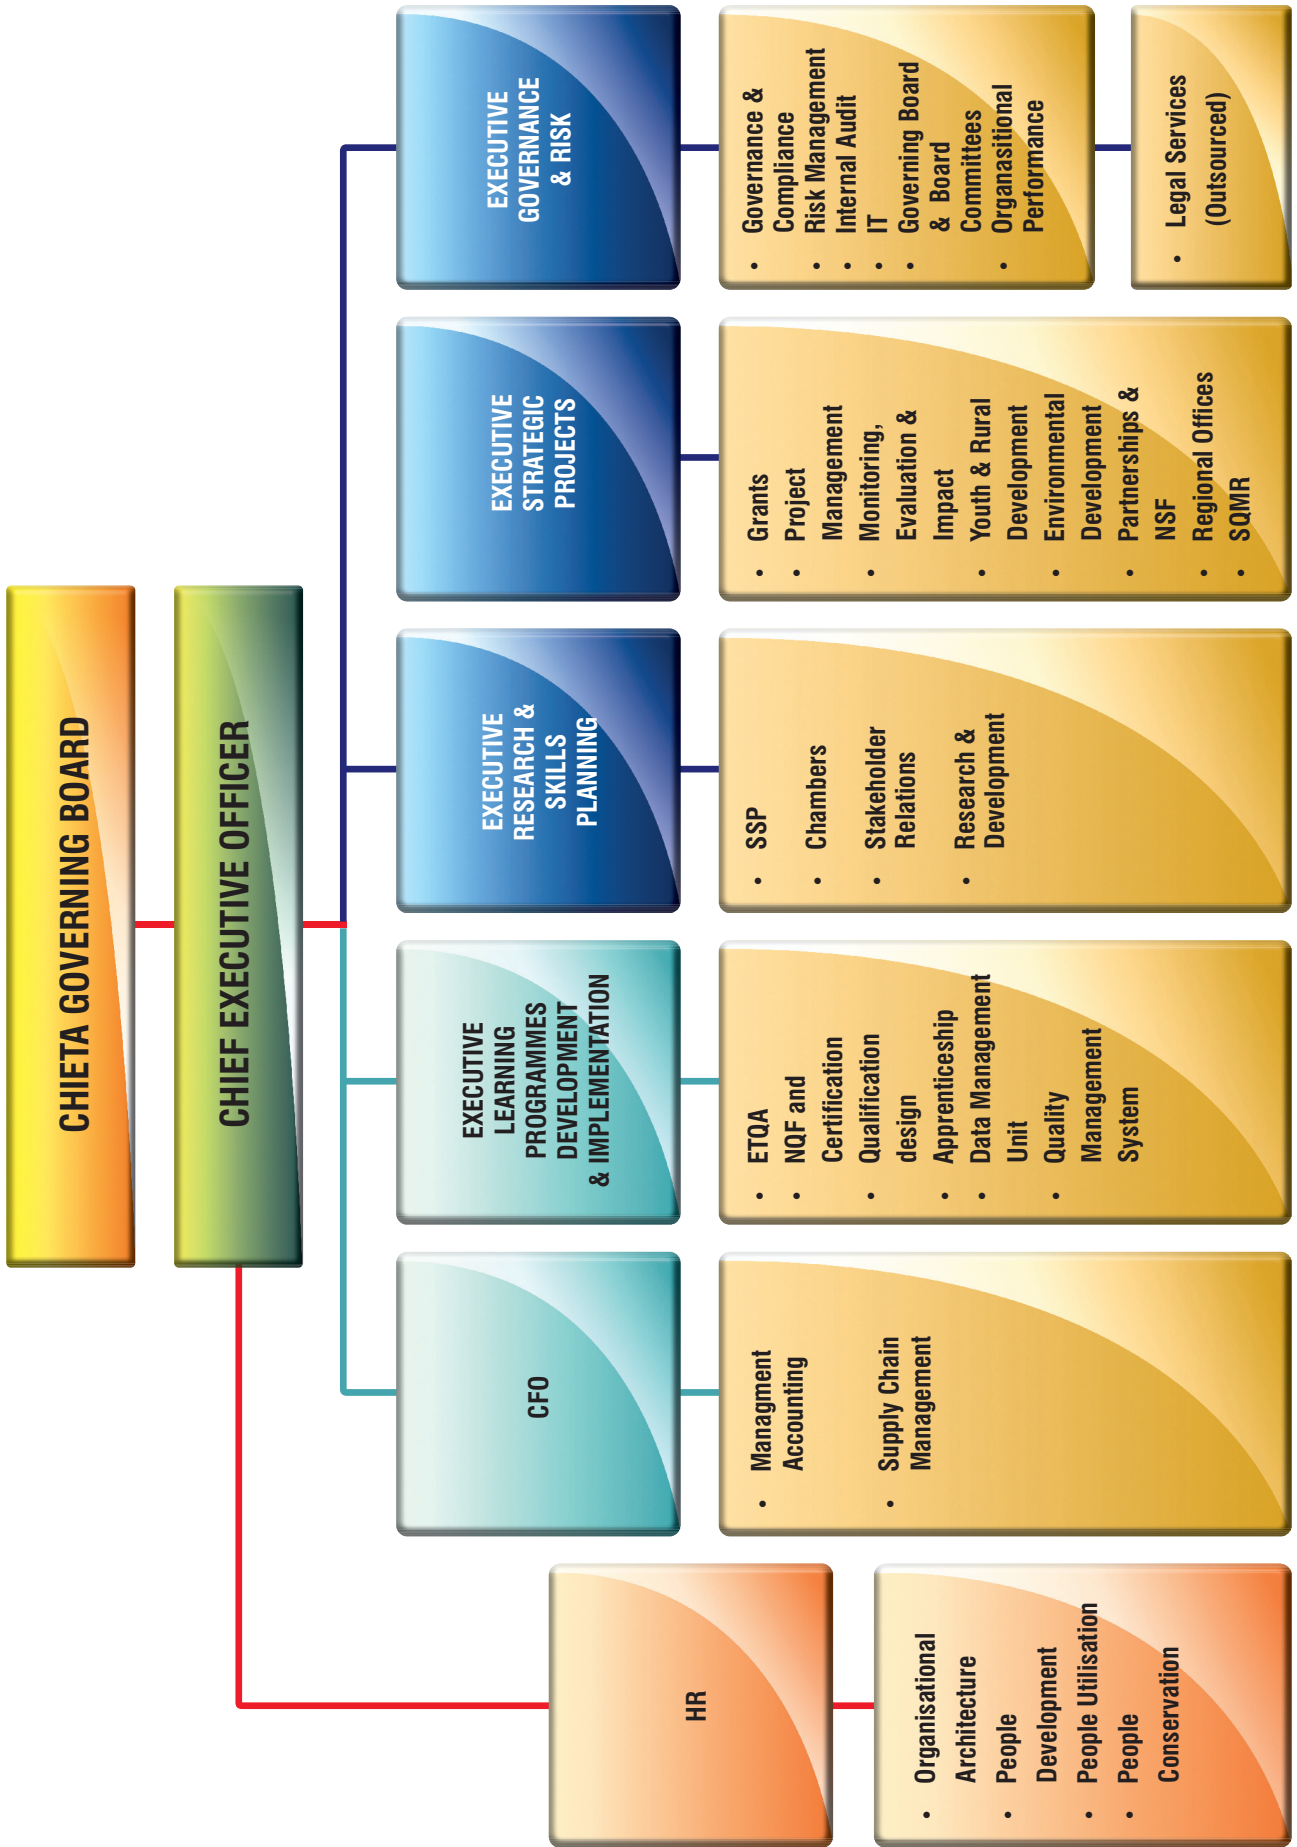 CHIETA GOVERNING BOARD
CHIEF EXECUTIVE OFFICER
HR
• Organisational
Architecture
• People
Development
• People Utilisation
• People
Conservation
CFO
• Managment
Accounting
• Supply Chain
Management
EXECUTIVE
LEARNING
PROGRAMMES
DEVELOPMENT
& IMPLEMENTATION
• ETQA
• NQF and
Certification
• Qualification
design
• Apprenticeship
• Data Management
Unit
• Quality
Management
System
EXECUTIVE
RESEARCH &
SKILLS
PLANNING
• SSP
• Chambers
• Stakeholder
Relations
• Research &
Development
EXECUTIVE
STRATEGIC
PROJECTS
• Grants
• Project
Management
• Monitoring,
Evaluation &
Impact
• Youth & Rural
Development
• Environmental
Development
• Partnerships &
NSF
• Regional Offices
• SQMR
EXECUTIVE
GOVERNANCE
& RISK
• Governance &
Compliance
• Risk Management
• Internal Audit
• IT
• Governing Board
& Board
Committees
• Organasitional
Performance
• Legal Services
(Outsourced)